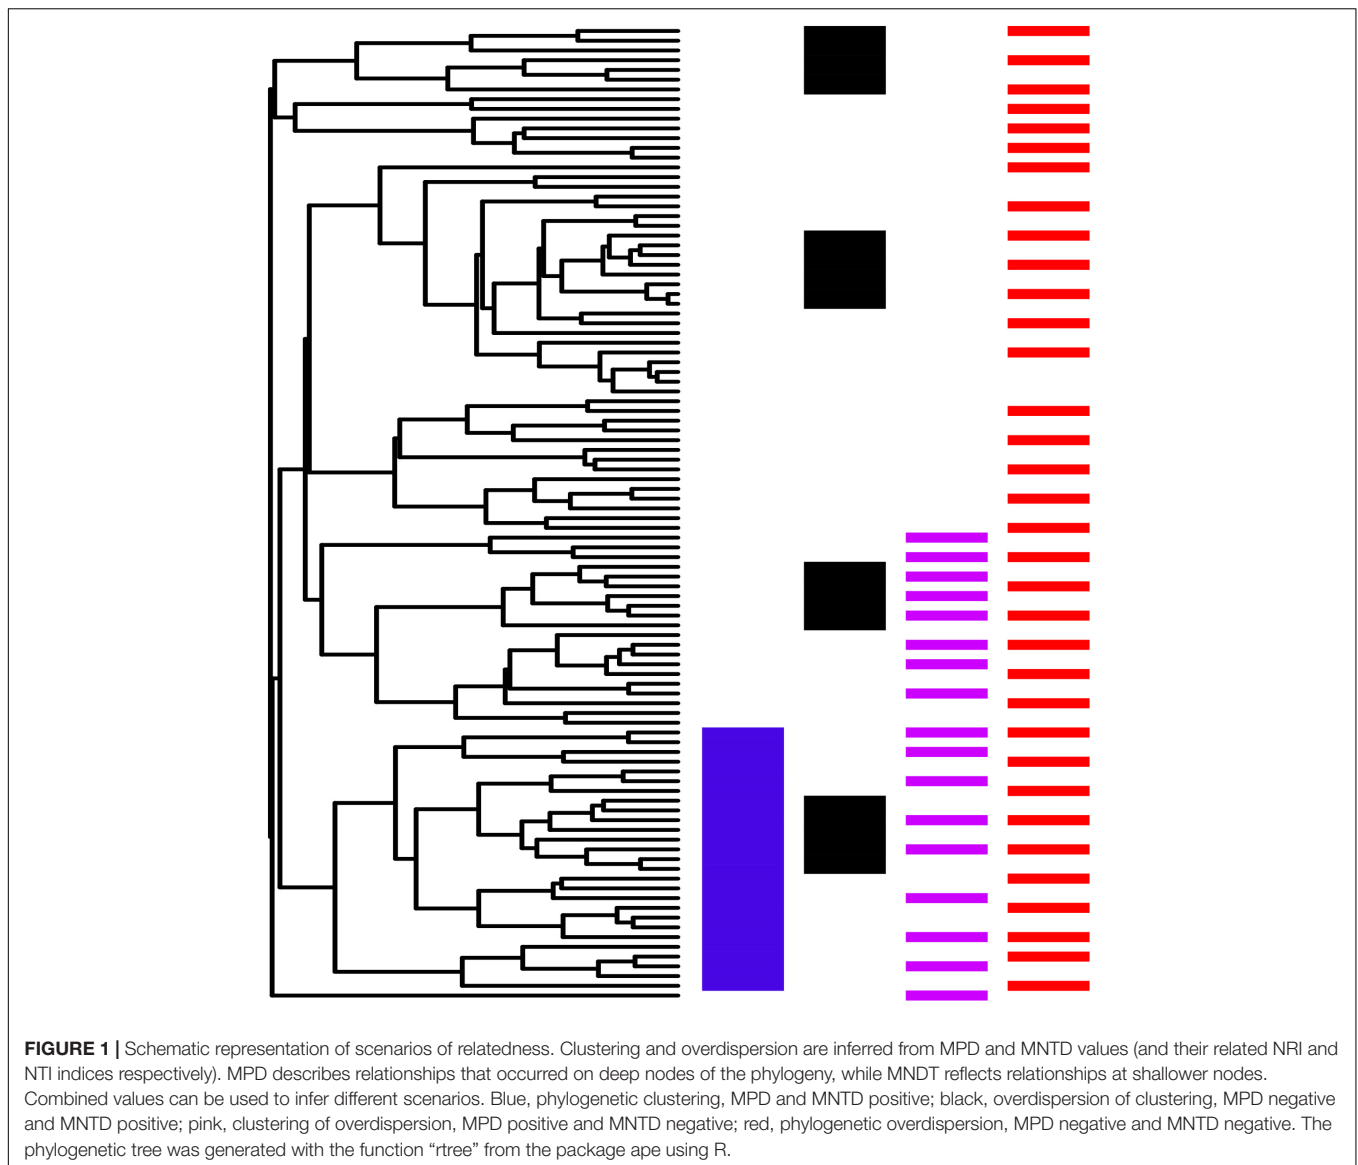 FIGURE 1 | Schematic representation of scenarios of relatedness. Clustering and overdispersion are inferred from MPD and MNTD values (and their related NRI and
NTI indices respectively). MPD describes relationships that occurred on deep nodes of the phylogeny, while MNDT reflects relationships at shallower nodes.
Combined values can be used to infer different scenarios. Blue, phylogenetic clustering, MPD and MNTD positive; black, overdispersion of clustering, MPD negative
and MNTD positive; pink, clustering of overdispersion, MPD positive and MNTD negative; red, phylogenetic overdispersion, MPD negative and MNTD negative. The
phylogenetic tree was generated with the function “rtree” from the package ape using R.